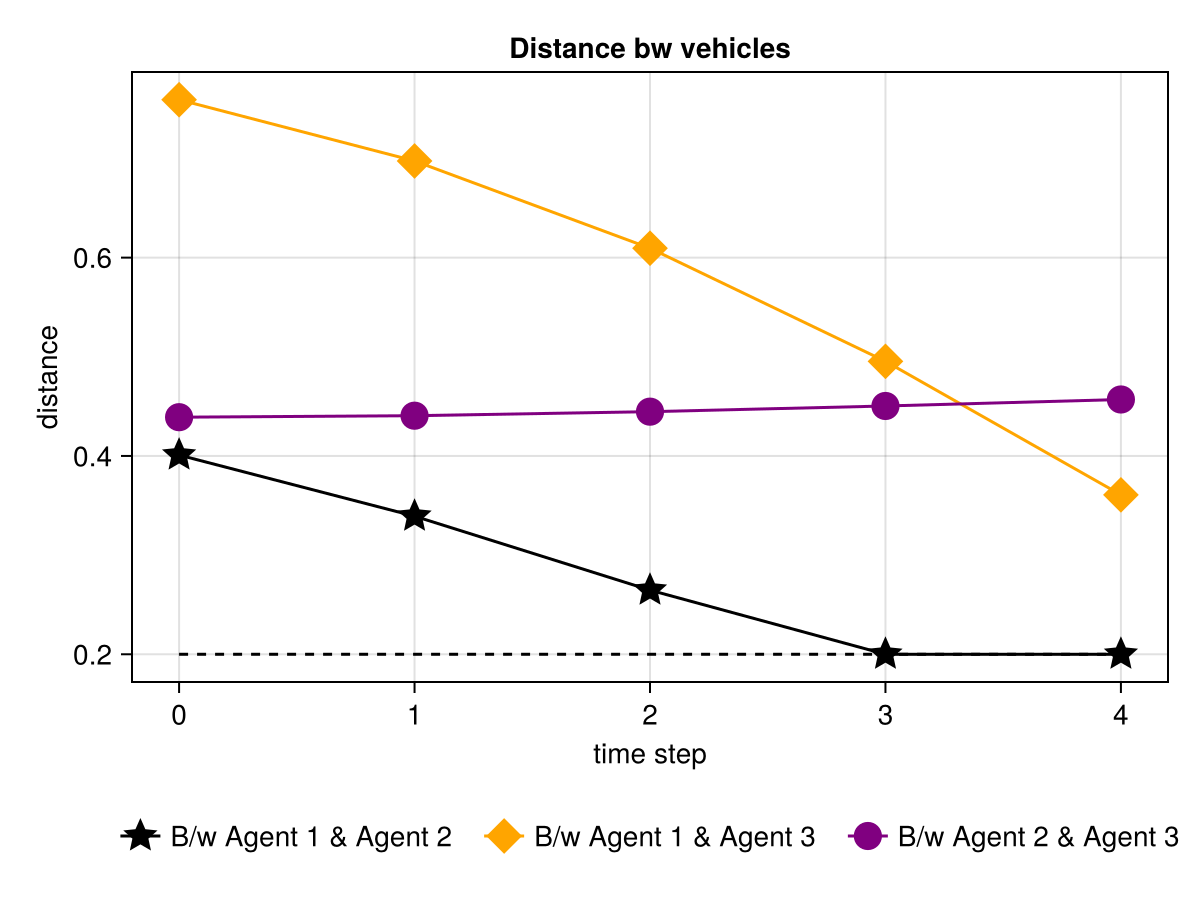 Distance bw vehicles
distance
0.6
0.4
0.2
0 1 2 3 4
time step
B/w Agent 1 & Agent 2 B/w Agent 1 & Agent 3 B/w Agent 2 & Agent 3